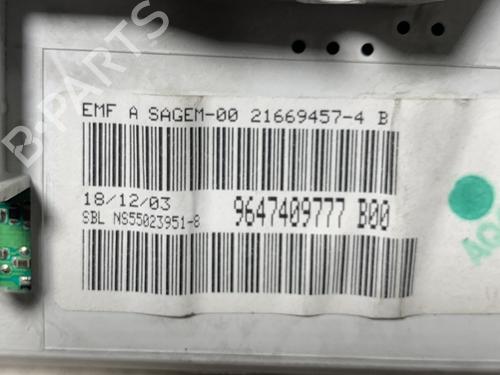 B-PARTS
EMF A SAGEM-00 21669457-4 B
18/12/03
SBL NS55023951-8
9647409777 B00